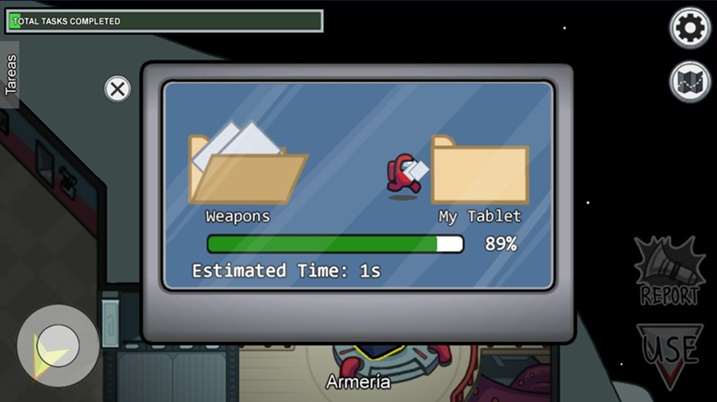 TOTAL TASKS COMPLETED
Tareas
Weapons
My Tablet
89%
Estimated Time: 1s
REPORT
USE
Armería